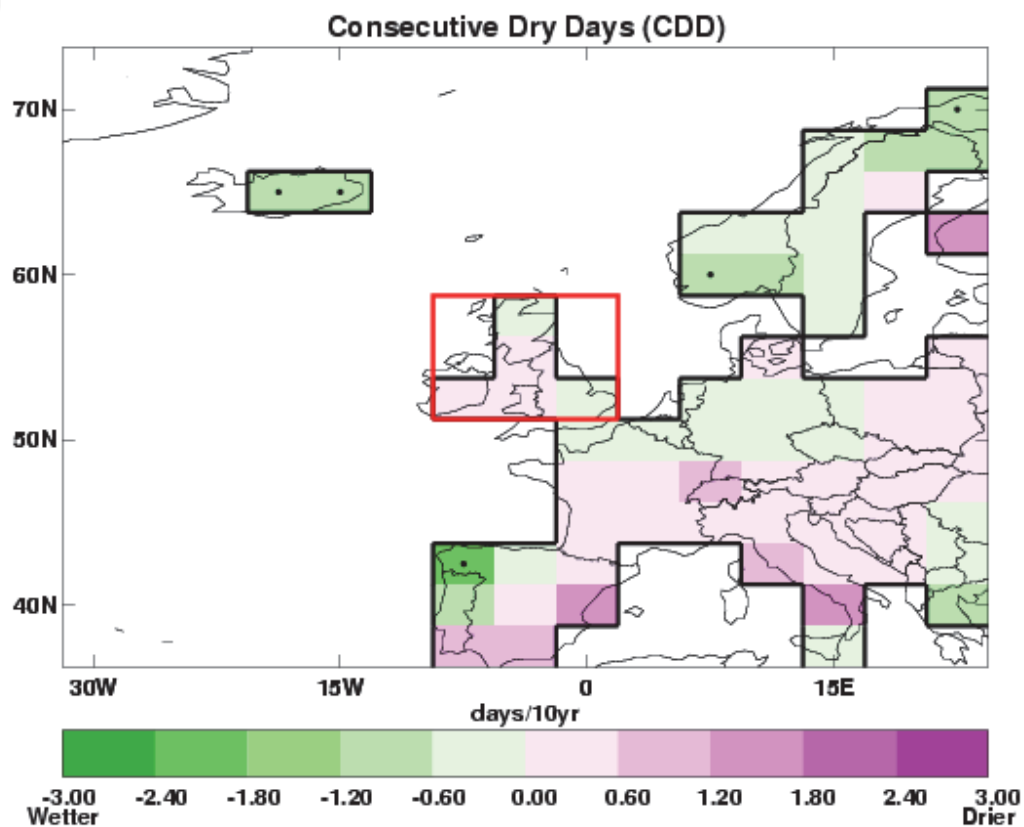 Consecutive Dry Days (CDD)
70N
60N
50N
40N
30W 15W 0 15E
days/10yr
-3.00 -2.40 -1.80 -1.20 -0.60 0.00 0.60 1.20 1.80 2.40 3.00
Wetter Drier